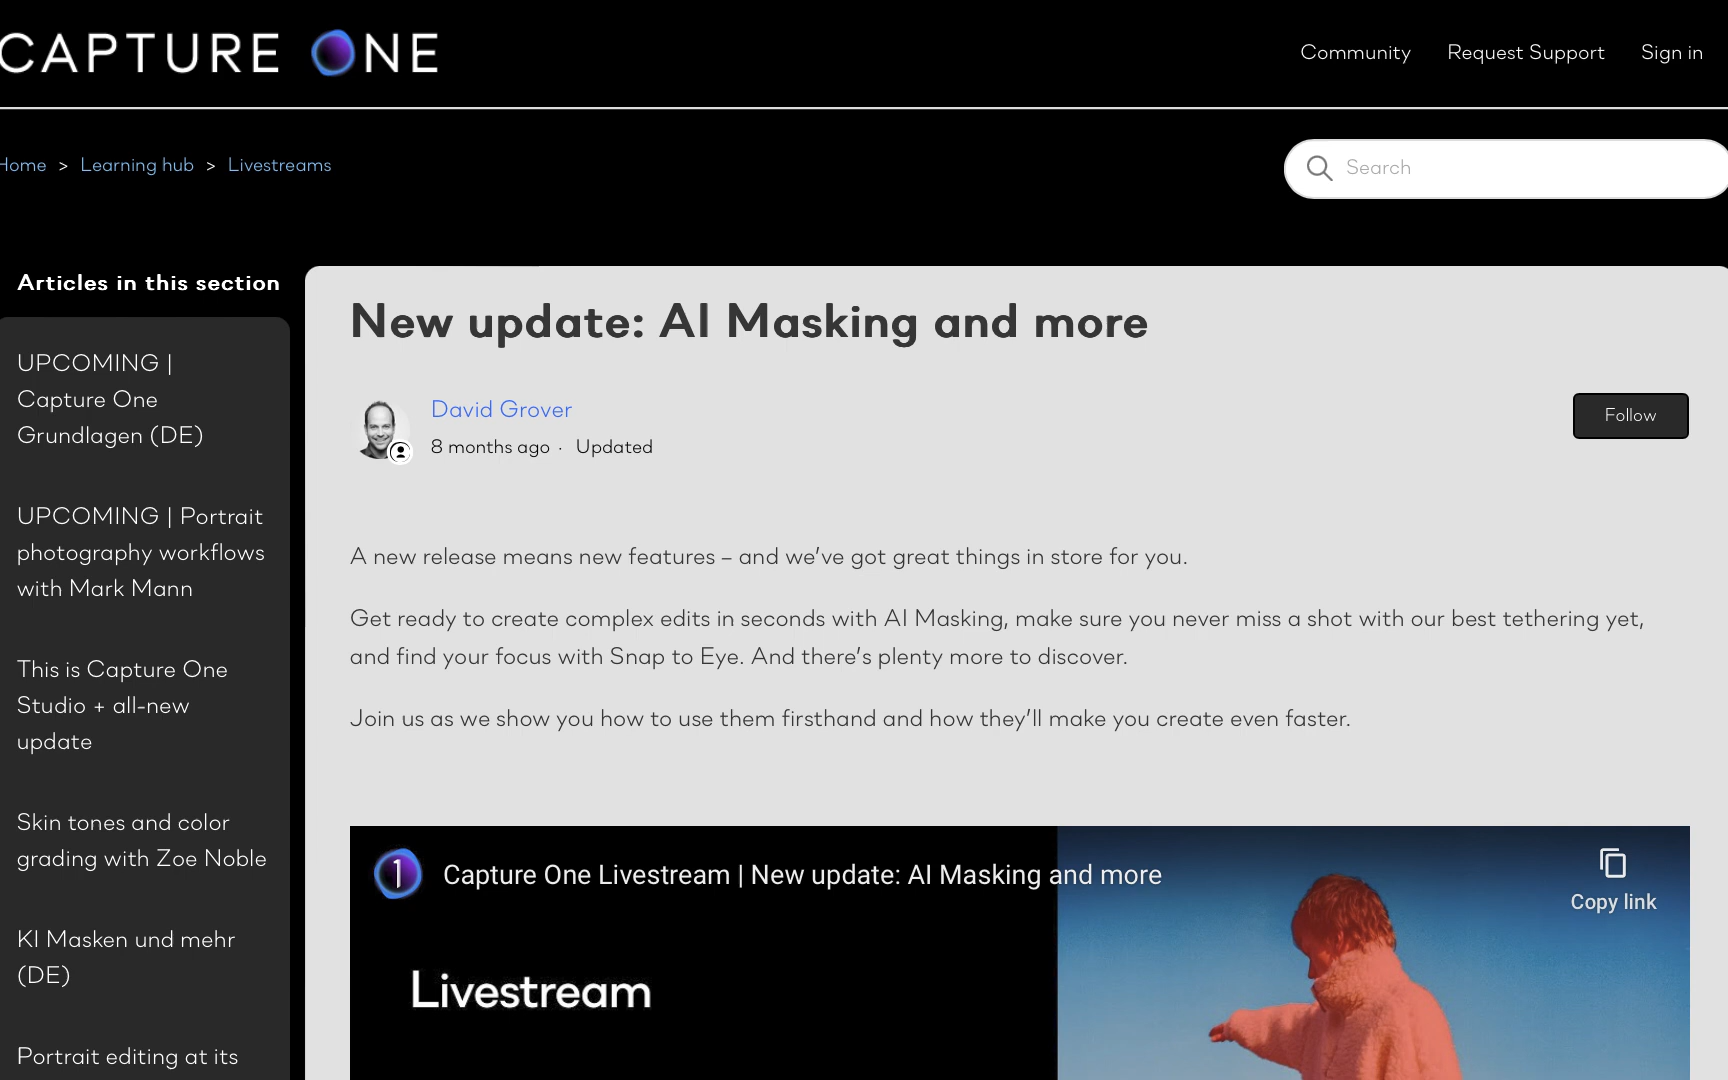 CAPTURE ONE
Community
Request Support
Sign in
Home > Learning hub > Livestreams
Search
Articles in this section
UPCOMING |
Capture One
Grundlagen (DE)
UPCOMING | Portrait
photography workflows
with Mark Mann
This is Capture One
Studio + all-new
update
Skin tones and color
grading with Zoe Noble
KI Masken und mehr
(DE)
Portrait editing at its
New update: AI Masking and more
David Grover
8 months ago · Updated
Follow
A new release means new features – and we’ve got great things in store for you.
Get ready to create complex edits in seconds with AI Masking, make sure you never miss a shot with our best tethering yet,
and find your focus with Snap to Eye. And there’s plenty more to discover.
Join us as we show you how to use them firsthand and how they’ll make you create even faster.
1
Capture One Livestream | New update: AI Masking and more
Copy link
Livestream